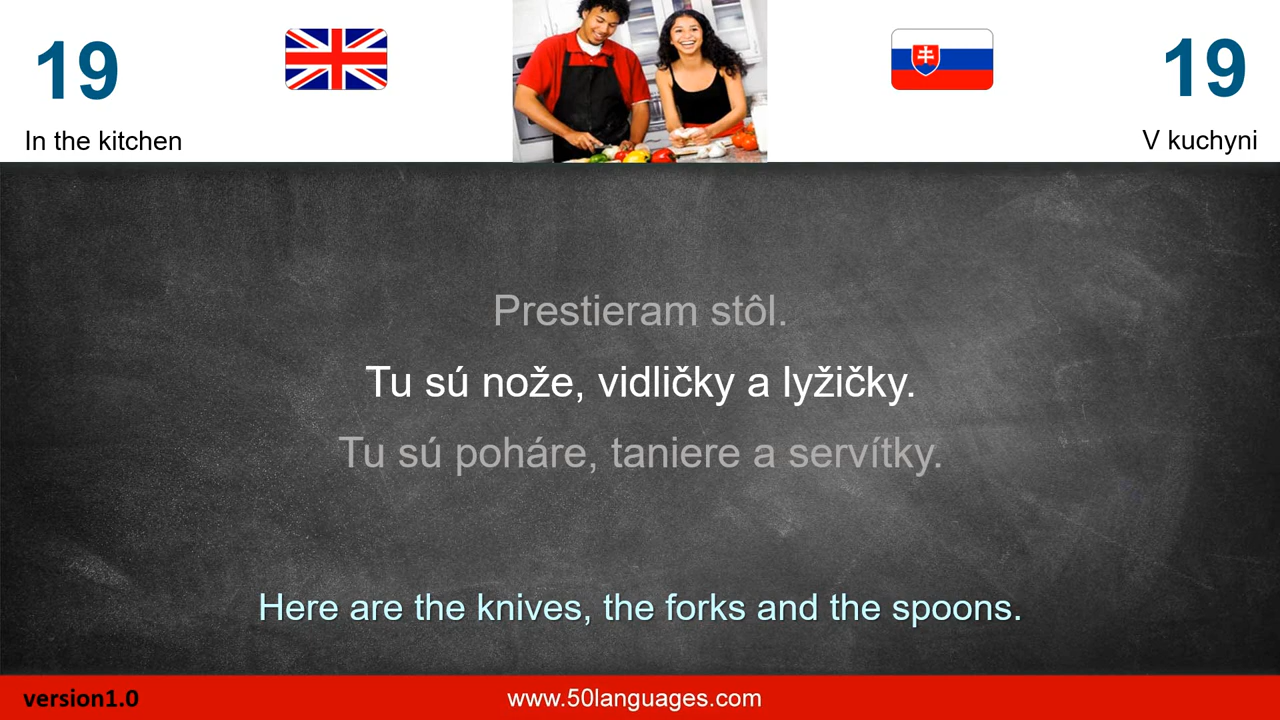 19
19
In the kitchen
V kuchyni
Prestieram stôl.
Tu sú nože, vidličky a lyžičky.
Tu sú poháre, taniere a servítky.
Here are the knives, the forks and the spoons.
version1.0
www.50languages.com